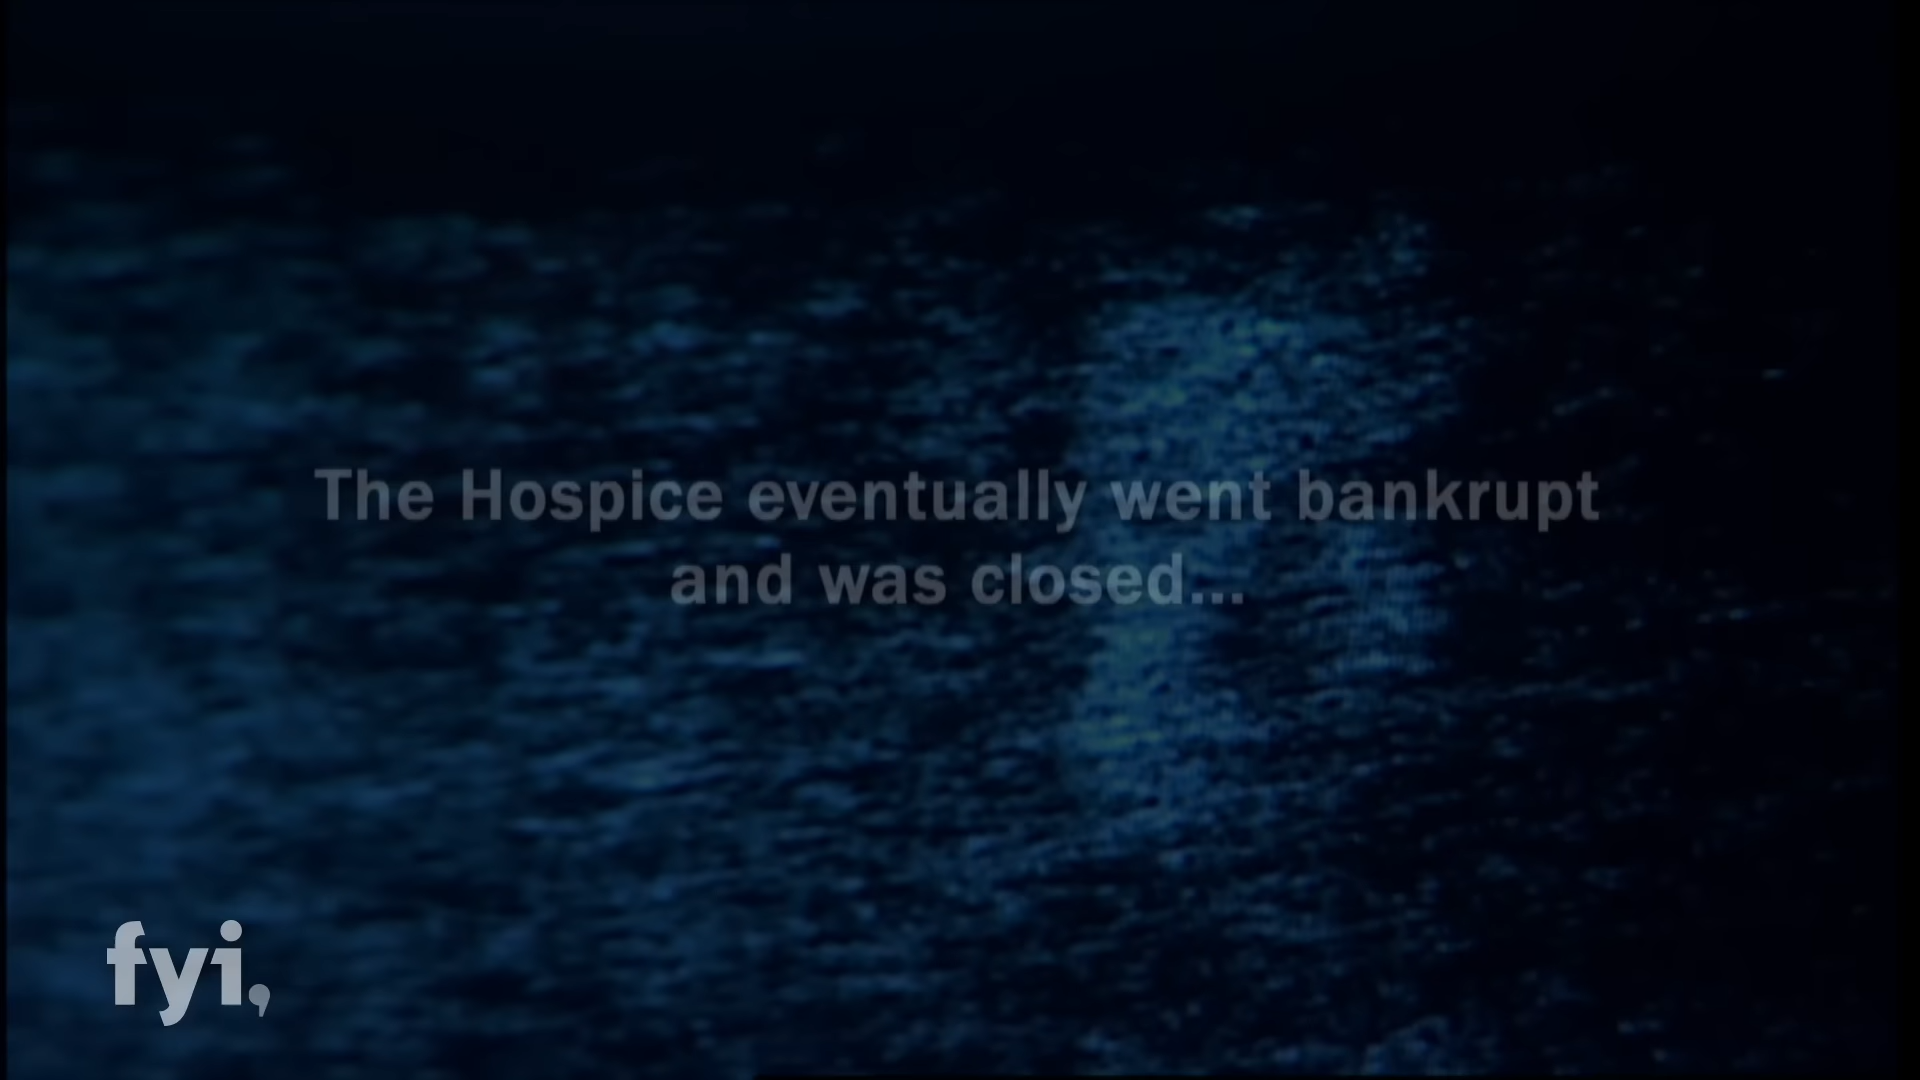 The Hospice eventually went bankrupt
and was closed...
fyi,